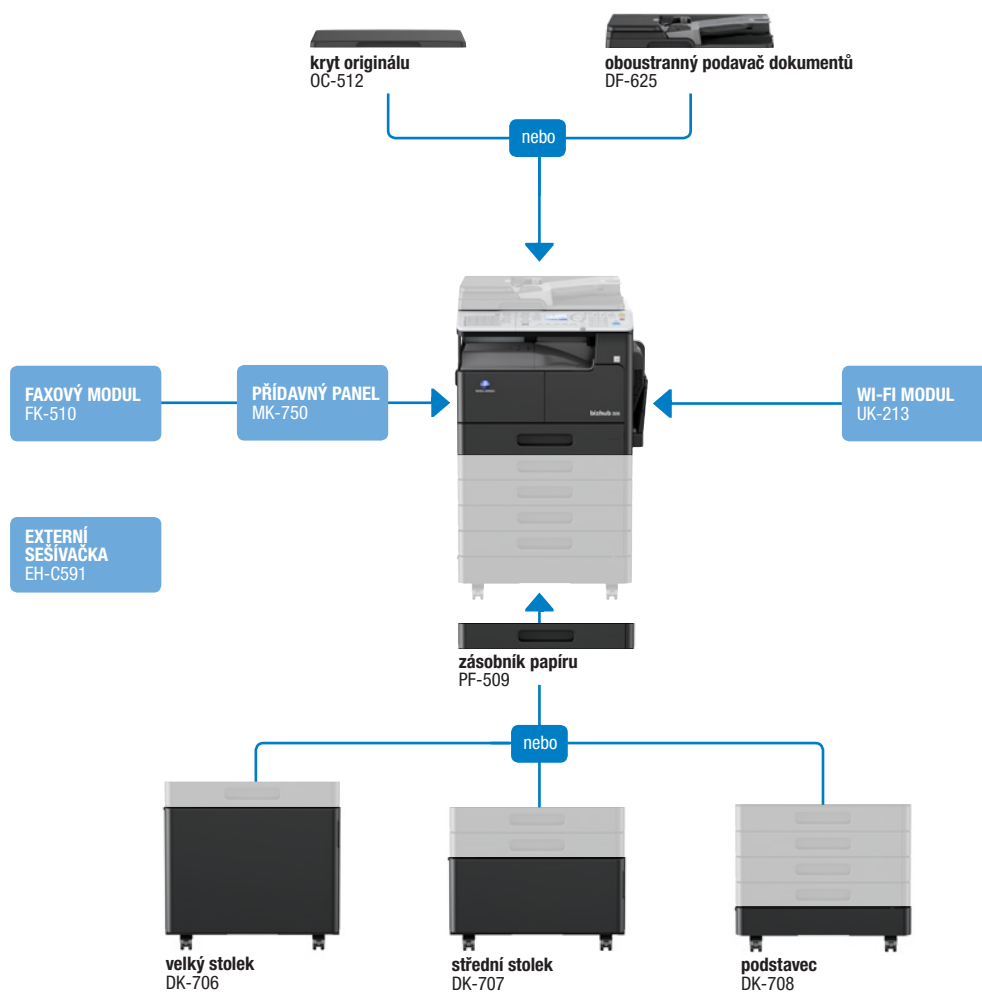 kryt originálu
OC-512
oboustranný podavač dokumentů
DF-625
nebo
FAXOVÝ MODUL
FK-510
PŘÍDAVNÝ PANEL
MK-750
bizhub
WI-FI MODUL
UK-213
EXTERNÍ
SEŠÍVAČKA
EH-C591
zásobník papíru
PF-509
nebo
velký stolek
DK-706
střední stolek
DK-707
podstavec
DK-708